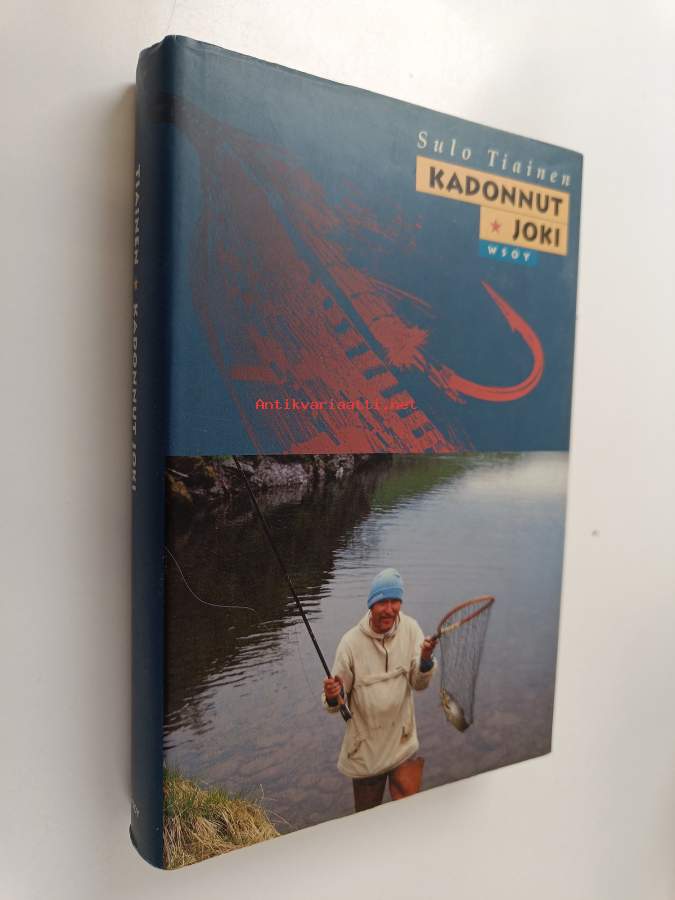 Sulo Tiainen
KADONNUT
★ JOKI
WSOY
TIAINEN ★ KADONNUT JOKI
Antikvariaatti.net